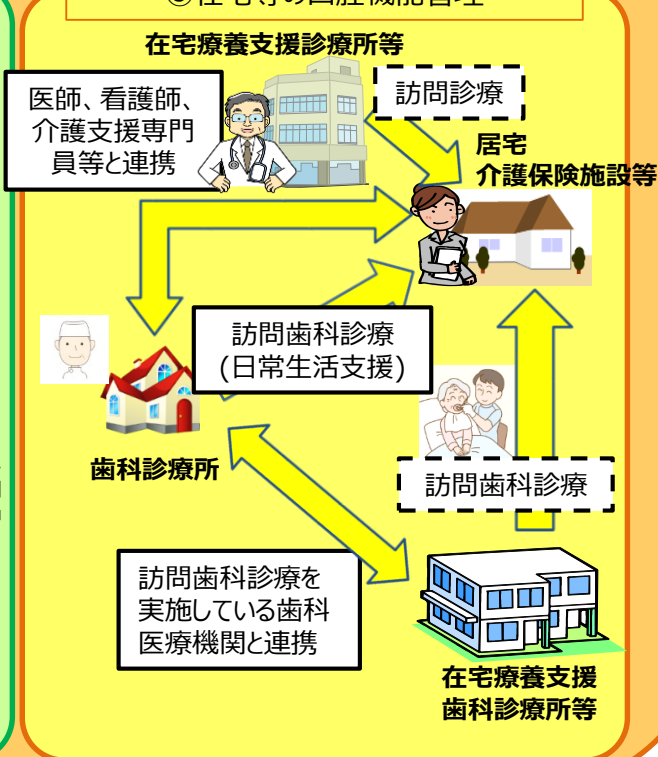 在宅療養支援診療所等
医師、看護師、
介護支援専門
員等と連携
訪問診療
居宅
介護保険施設等
訪問歯科診療
(日常生活支援)
歯科診療所
訪問歯科診療
訪問歯科診療を
実施している歯科
医療機関と連携
在宅療養支援
歯科診療所等